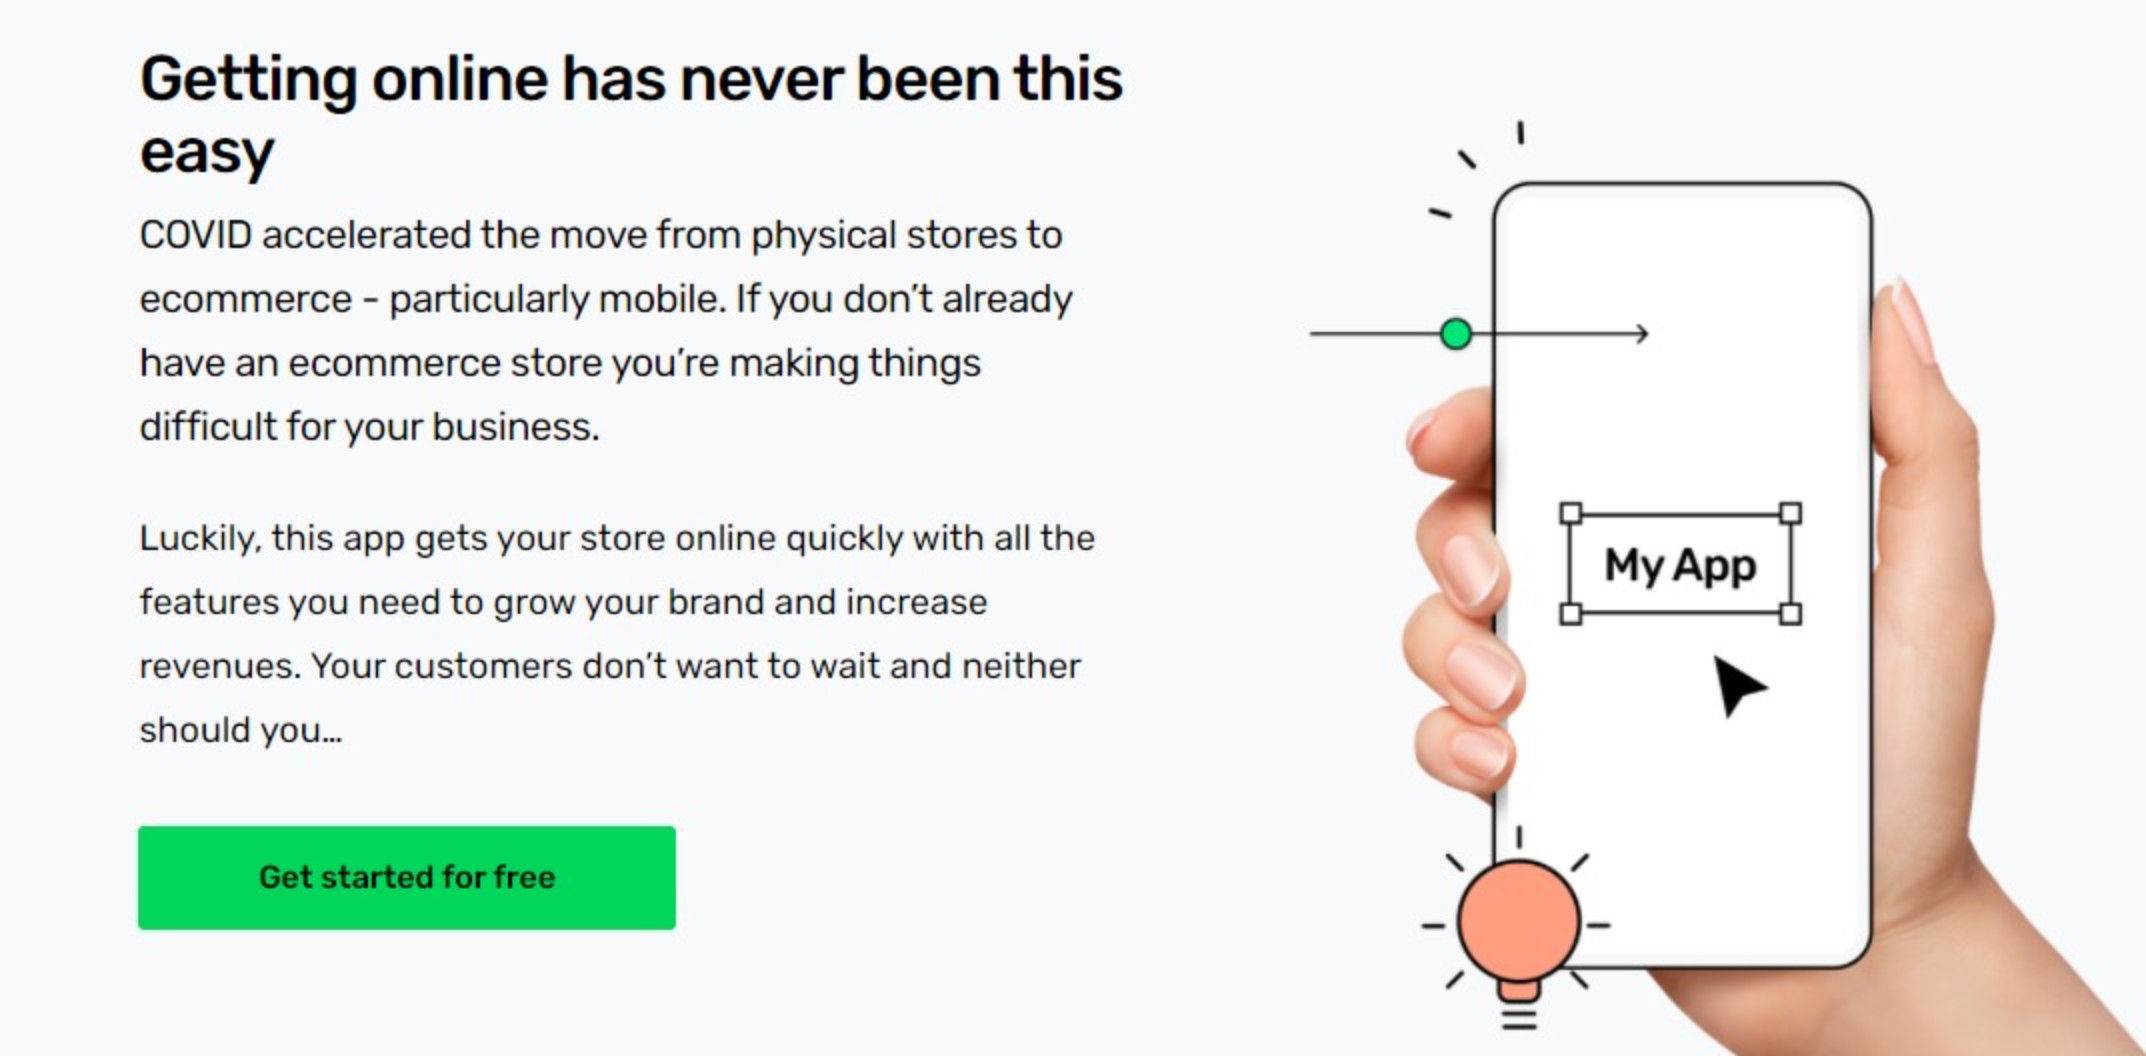 Getting online has never been this
easy
COVID accelerated the move from physical stores to
ecommerce - particularly mobile. If you don’t already
have an ecommerce store you’re making things
difficult for your business.
Luckily, this app gets your store online quickly with all the
features you need to grow your brand and increase
revenues. Your customers don’t want to wait and neither
should you…
Get started for free
My App